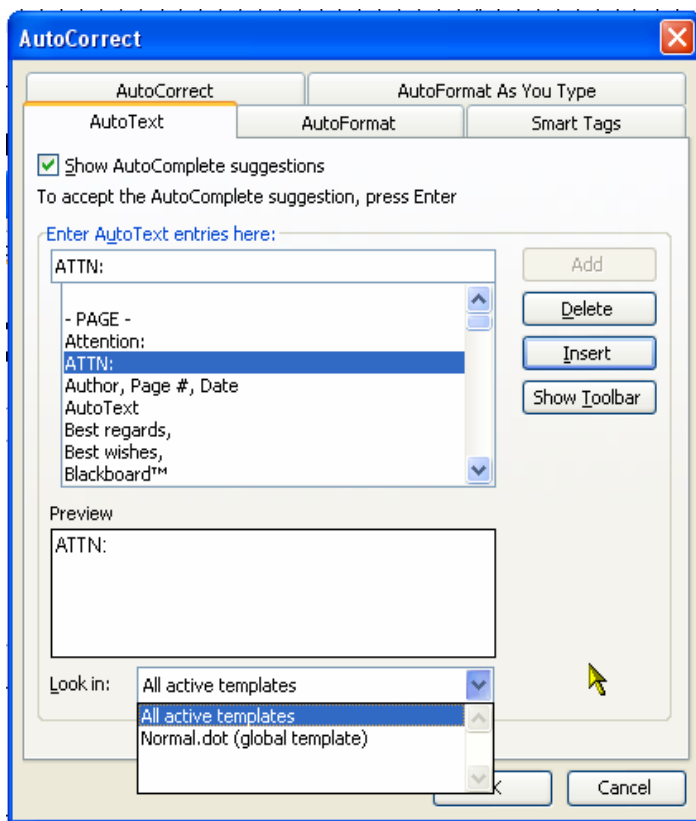 AutoCorrect
AutoCorrect AutoFormat As You Type
AutoText AutoFormat Smart Tags
Show AutoComplete suggestions
To accept the AutoComplete suggestion, press Enter
Enter AutoText entries here:
ATTN: Add
- PAGE - Delete
Attention:
ATTN: Insert
Author, Page #, Date
AutoText Show Toolbar
Best regards,
Best wishes,
Blackboard™
Preview
ATTN:
Look in: All active templates
All active templates
Normal.dot (global template)
Cancel